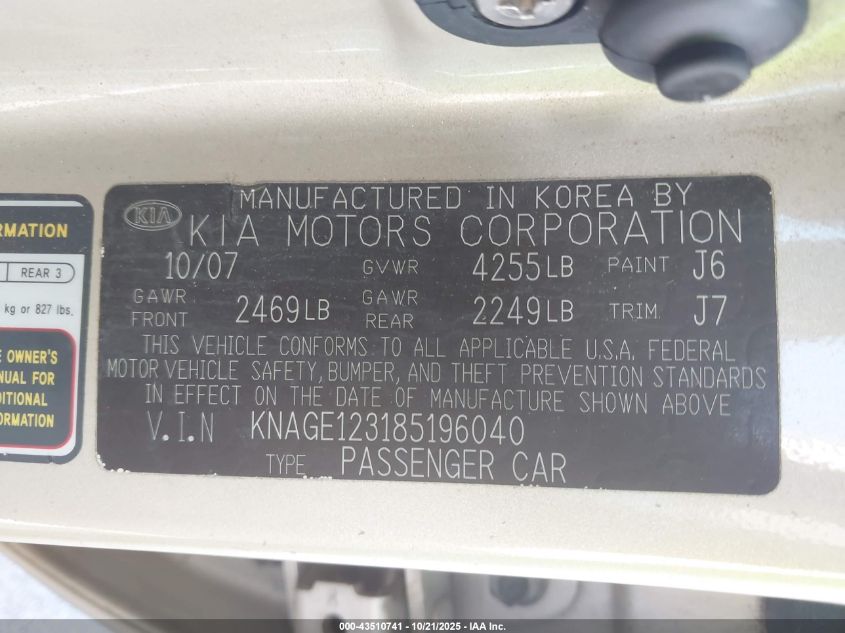 RMATION
REAR 3
kg or 827 lbs.
E OWNER'S
NUAL FOR
DITIONAL
MATION
KIA
MANUFACTURED IN KOREA BY
KIA MOTORS CORPORATION
10/07 GVWR 4255LB PAINT J6
GAWR FRONT 2469LB GAWR REAR 2249LB TRIM J7
THIS VEHICLE CONFORMS TO ALL APPLICABLE U.S.A. FEDERAL
MOTOR VEHICLE SAFETY, BUMPER, AND THEFT PREVENTION STANDARDS
IN EFFECT ON THE DATE OF MANUFACTURE SHOWN ABOVE
V.I.N KNAGE123185196040
TYPE PASSENGER CAR
000-43510741 | 10/21/2025 - © IAA Inc.